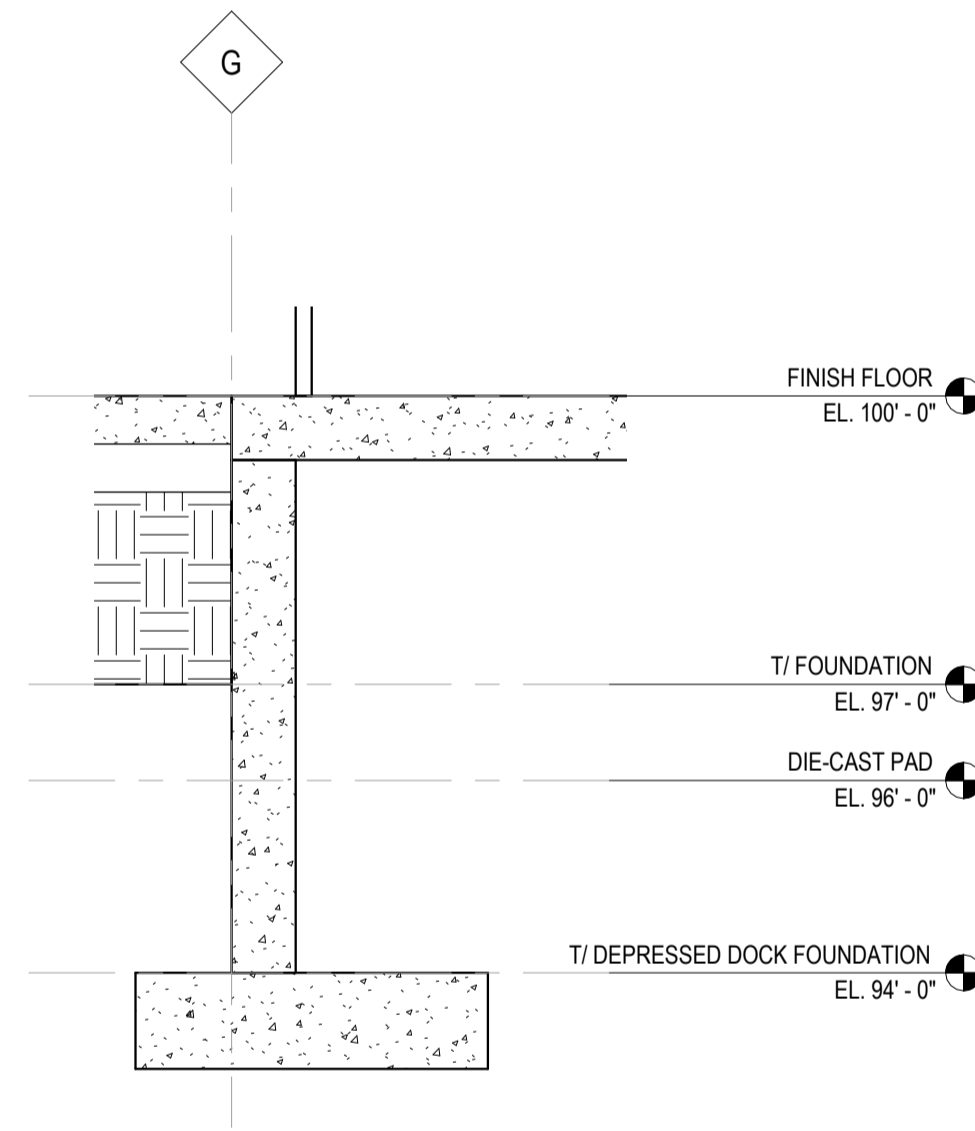 G
FINISH FLOOR
EL. 100' - 0"
T/ FOUNDATION
EL. 97' - 0"
DIE-CAST PAD
EL. 96' - 0"
T/ DEPRESSED DOCK FOUNDATION
EL. 94' - 0"